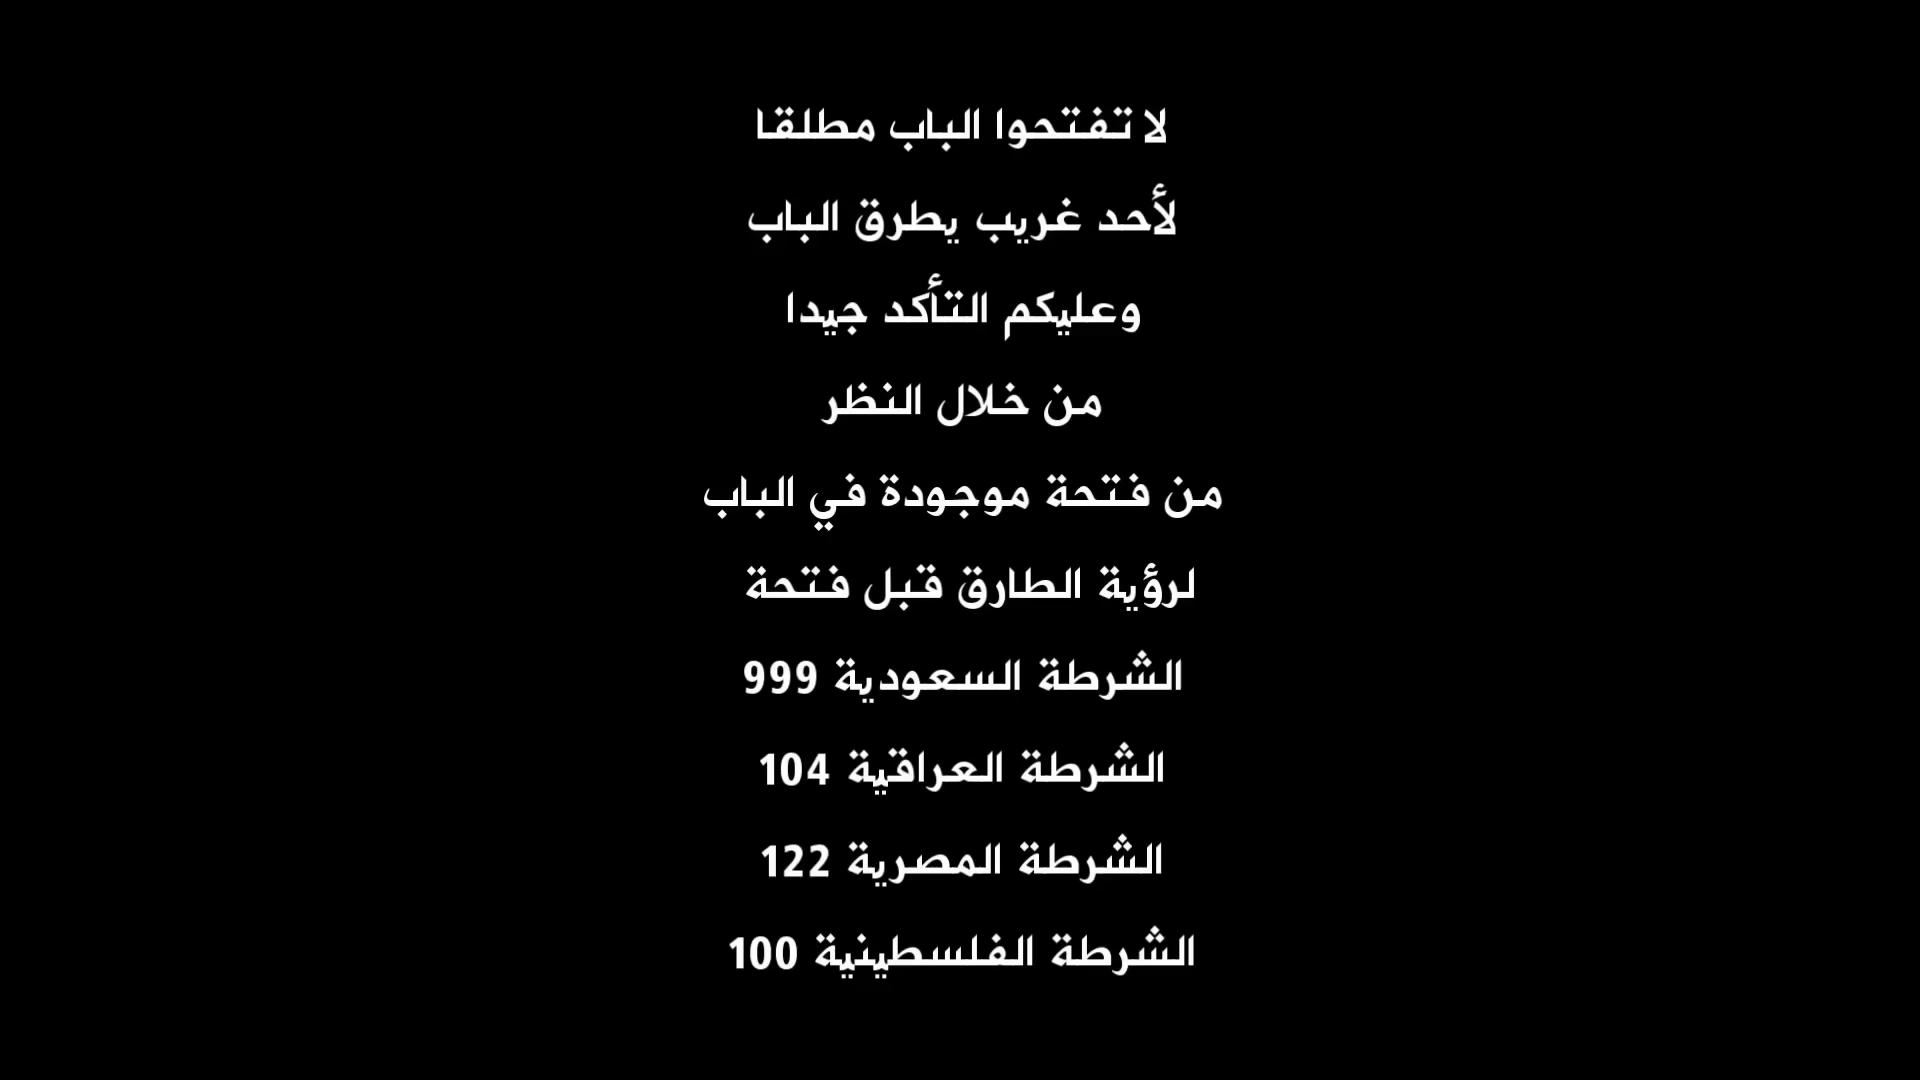 لا تفتحوا الباب مطلقا
لأحد غريب يطرق الباب
وعليكم التأكد جيدا
من خلال النظر
من فتحة موجودة في الباب
لرؤية الطارق قبل فتحة
الشرطة السعودية 999
الشرطة العراقية 104
الشرطة المصرية 122
الشرطة الفلسطينية 100